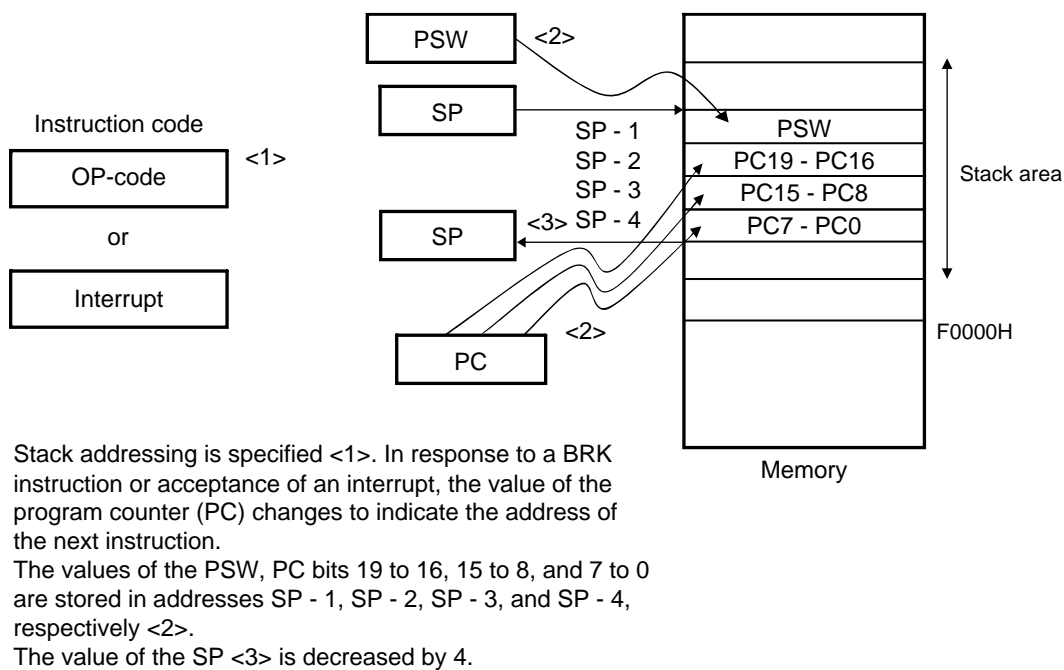 PSW
<2>
SP
Instruction code
OP-code
<1>
or
Interrupt
SP - 1
SP - 2
SP - 3
SP - 4
SP
<3>
<2>
PC
PSW
PC19 - PC16
PC15 - PC8
PC7 - PC0
Stack area
F0000H
Memory
Stack addressing is specified <1>. In response to a BRK
instruction or acceptance of an interrupt, the value of the
program counter (PC) changes to indicate the address of
the next instruction.
The values of the PSW, PC bits 19 to 16, 15 to 8, and 7 to 0
are stored in addresses SP - 1, SP - 2, SP - 3, and SP - 4,
respectively <2>.
The value of the SP <3> is decreased by 4.